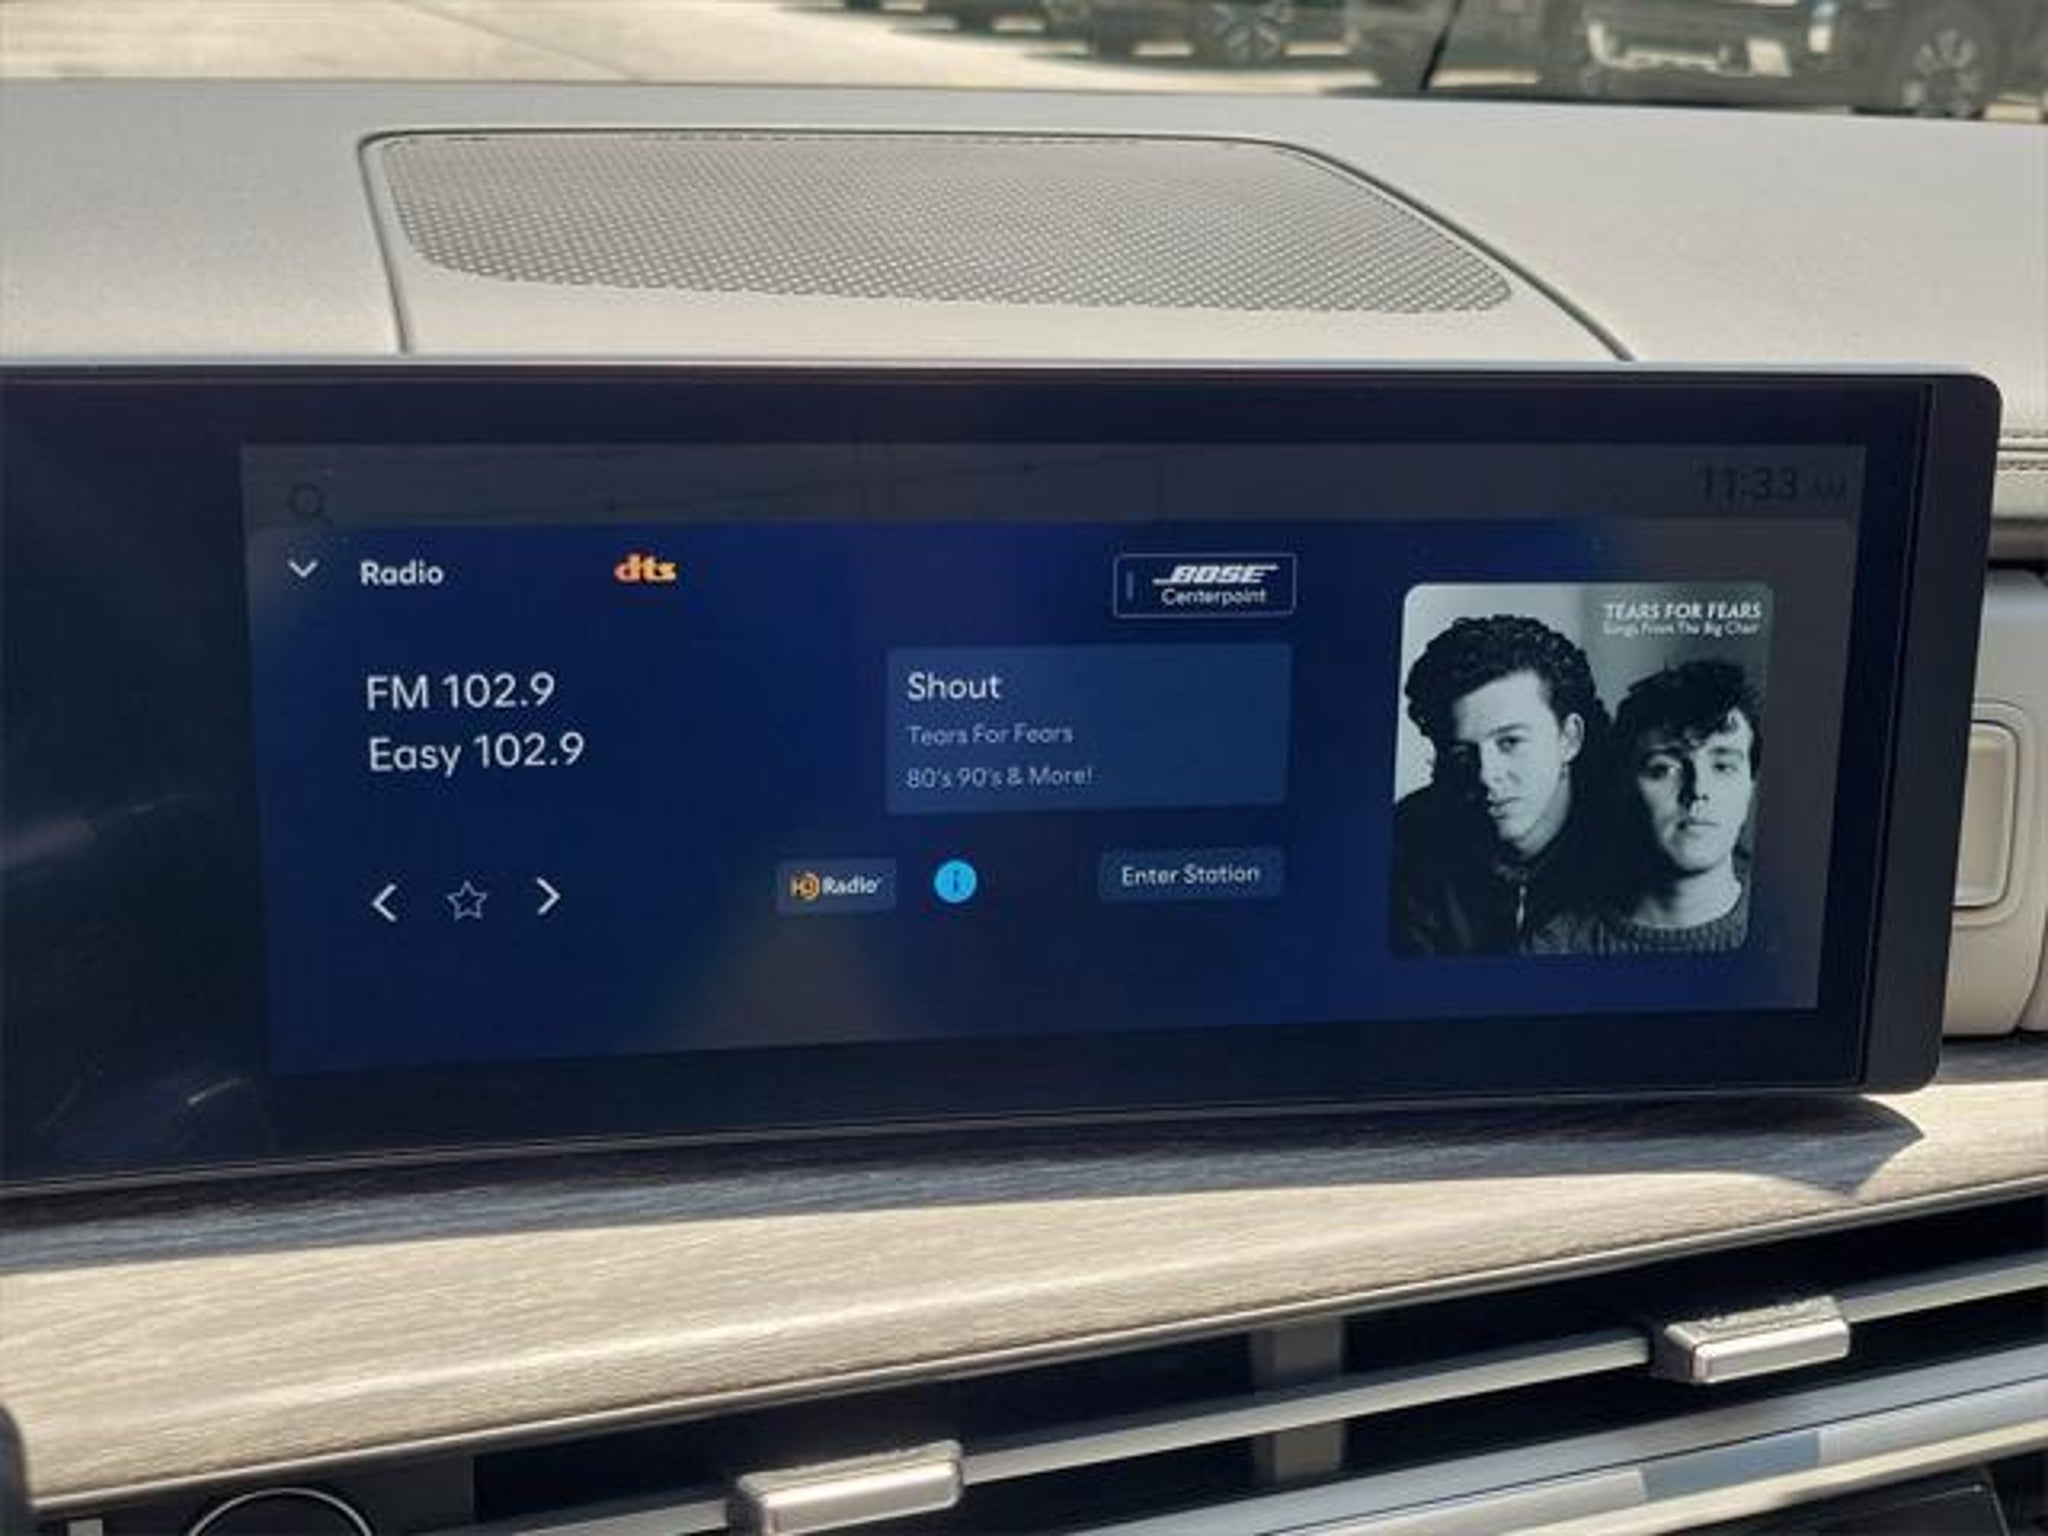 11:33 AM
Radio
dts
BOSE
Centerpoint
TEARS FOR FEARS
Songs From The Big Chair
FM 102.9
Easy 102.9
Shout
Tears For Fears
80's 90's & More!
HD Radio
i
Enter Station